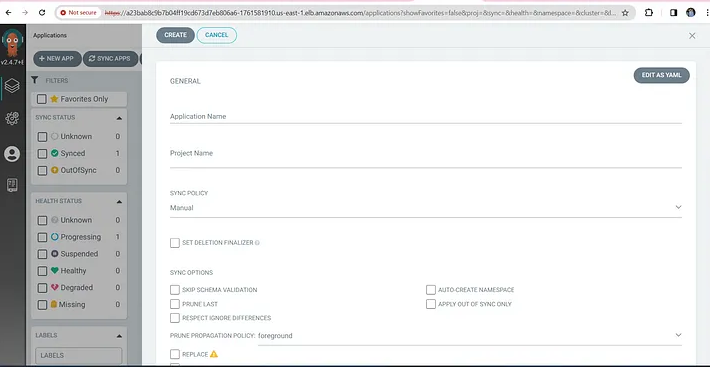 Not secure https://a23bab8c9b7b04ff19cd673d7eb806a6-1761581910.us-east-1.elb.amazonaws.com/applications?showFavorites=false&proj=&sync=&health=&namespace=&cluster=&l...
v2.4.7+
Applications
+ NEW APP
SYNC APPS
FILTERS
Favorites Only
SYNC STATUS
Unknown 0
Synced 1
OutOfSync 0
HEALTH STATUS
Unknown 0
Progressing 1
Suspended 0
Healthy 0
Degraded 0
Missing 0
LABELS
LABELS
CREATE CANCEL
GENERAL
EDIT AS YAML
Application Name
Project Name
SYNC POLICY
Manual
SET DELETION FINALIZER
SYNC OPTIONS
SKIP SCHEMA VALIDATION AUTO-CREATE NAMESPACE
PRUNE LAST APPLY OUT OF SYNC ONLY
RESPECT IGNORE DIFFERENCES
PRUNE PROPAGATION POLICY: foreground
REPLACE